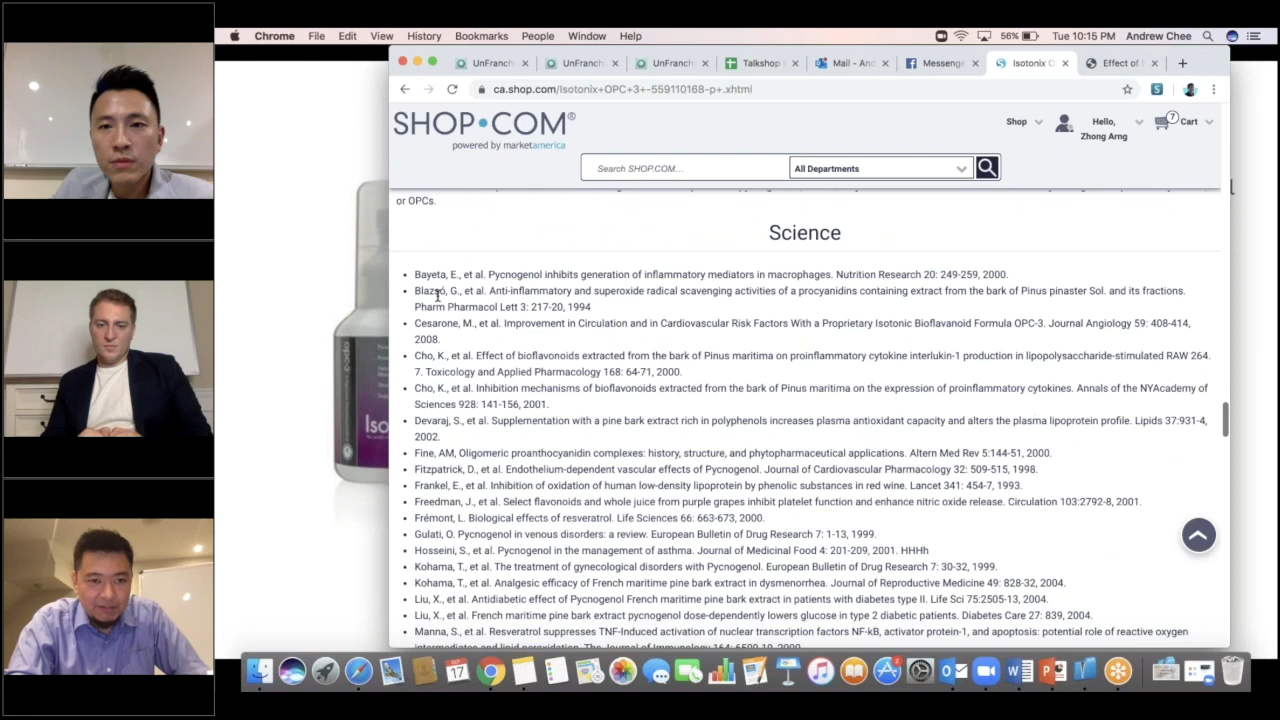 Chrome File Edit View History Bookmarks People Window Help 56% Tue 10:15 PM Andrew Chee
UnFranch UnFranch UnFranch Talkshop Mail - And Messenge Isotonix O Effect of
ca.shop.com/Isotonix+OPC+3+-559110168-p+.xhtml
SHOP•COM®
powered by marketamerica
Shop Hello, Zhong Arng 7 Cart
Search SHOP.COM... All Departments
or OPCs.
Science
• Bayeta, E., et al. Pycnogenol inhibits generation of inflammatory mediators in macrophages. Nutrition Research 20: 249-259, 2000.
• Blazsó, G., et al. Anti-inflammatory and superoxide radical scavenging activities of a procyanidins containing extract from the bark of Pinus pinaster Sol. and its fractions.
Pharm Pharmacol Lett 3: 217-20, 1994
• Cesarone, M., et al. Improvement in Circulation and in Cardiovascular Risk Factors With a Proprietary Isotonic Bioflavanoid Formula OPC-3. Journal Angiology 59: 408-414,
2008.
• Cho, K., et al. Effect of bioflavonoids extracted from the bark of Pinus maritima on proinflammatory cytokine interlukin-1 production in lipopolysaccharide-stimulated RAW 264.
7. Toxicology and Applied Pharmacology 168: 64-71, 2000.
• Cho, K., et al. Inhibition mechanisms of bioflavonoids extracted from the bark of Pinus maritima on the expression of proinflammatory cytokines. Annals of the NYAcademy of
Sciences 928: 141-156, 2001.
• Devaraj, S., et al. Supplementation with a pine bark extract rich in polyphenols increases plasma antioxidant capacity and alters the plasma lipoprotein profile. Lipids 37:931-4,
2002.
• Fine, AM, Oligomeric proanthocyanidin complexes: history, structure, and phytopharmaceutical applications. Altern Med Rev 5:144-51, 2000.
• Fitzpatrick, D., et al. Endothelium-dependent vascular effects of Pycnogenol. Journal of Cardiovascular Pharmacology 32: 509-515, 1998.
• Frankel, E., et al. Inhibition of oxidation of human low-density lipoprotein by phenolic substances in red wine. Lancet 341: 454-7, 1993.
• Freedman, J., et al. Select flavonoids and whole juice from purple grapes inhibit platelet function and enhance nitric oxide release. Circulation 103:2792-8, 2001.
• Frémont, L. Biological effects of resveratrol. Life Sciences 66: 663-673, 2000.
• Gulati, O. Pycnogenol in venous disorders: a review. European Bulletin of Drug Research 7: 1-13, 1999.
• Hosseini, S., et al. Pycnogenol in the management of asthma. Journal of Medicinal Food 4: 201-209, 2001. HHHh
• Kohama, T., et al. The treatment of gynecological disorders with Pycnogenol. European Bulletin of Drug Research 7: 30-32, 1999.
• Kohama, T., et al. Analgesic efficacy of French maritime pine bark extract in dysmenorrhea. Journal of Reproductive Medicine 49: 828-32, 2004.
• Liu, X., et al. Antidiabetic effect of Pycnogenol French maritime pine bark extract in patients with diabetes type II. Life Sci 75:2505-13, 2004.
• Liu, X., et al. French maritime pine bark extract pycnogenol dose-dependently lowers glucose in type 2 diabetic patients. Diabetes Care 27: 839, 2004.
• Manna, S., et al. Resveratrol suppresses TNF-Induced activation of nuclear transcription factors NF-kB, activator protein-1, and apoptosis: potential role of reactive oxygen
opc-3
Iso
17